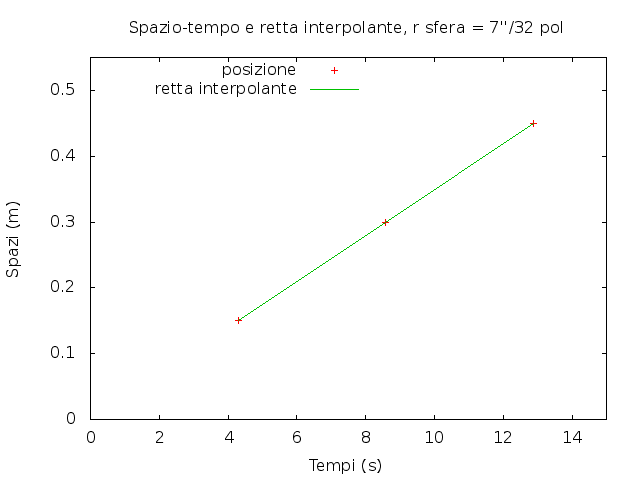 Spazio-tempo e retta interpolante, r sfera = 7"/32 pol
posizione
retta interpolante
0.5
0.4
0.3
0.2
0.1
0
Spazi (m)
0 2 4 6 8 10 12 14
Tempi (s)